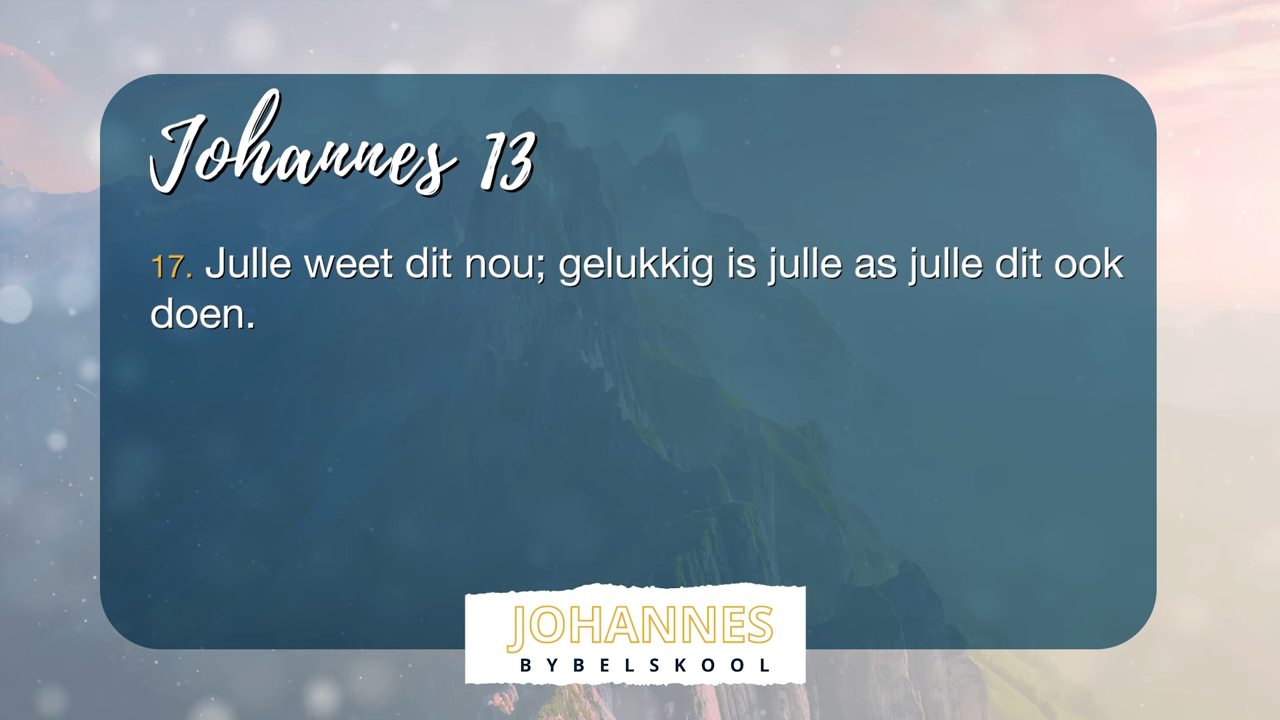 Johannes 13
17. Julle weet dit nou; gelukkig is julle as julle dit ook
doen.
JOHANNES
BYBELSKOOL